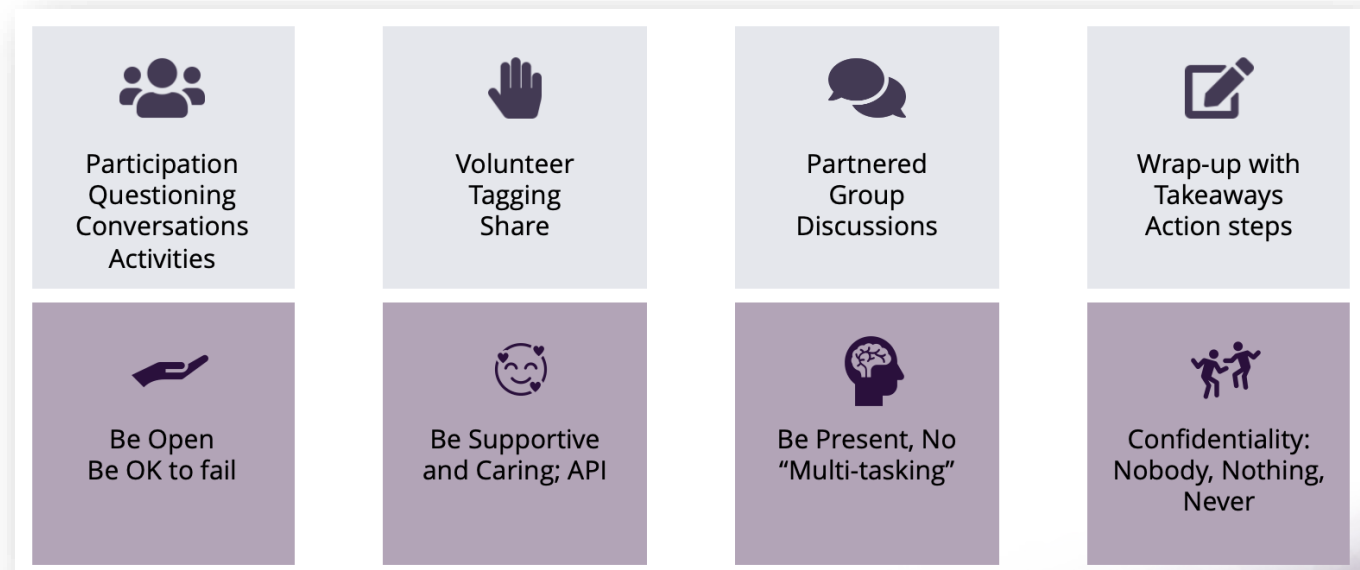 Participation
Questioning
Conversations
Activities
Volunteer
Tagging
Share
Partnered
Group
Discussions
Wrap-up with
Takeaways
Action steps
Be Open
Be OK to fail
Be Supportive
and Caring; API
Be Present, No
“Multi-tasking”
Confidentiality:
Nobody, Nothing,
Never